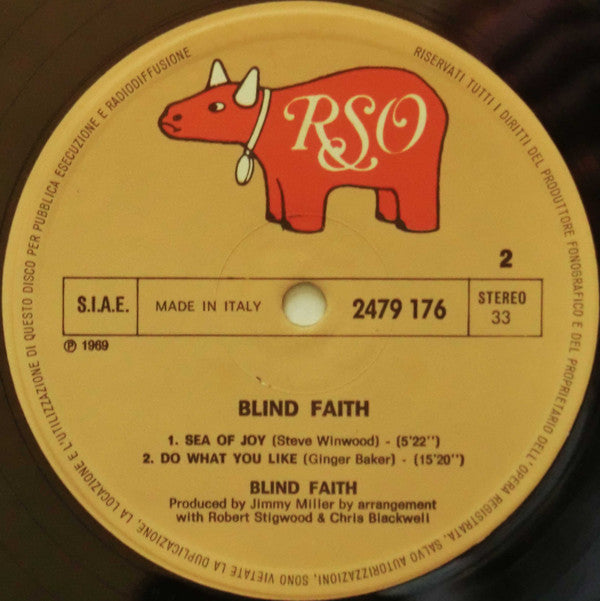 RISERVATI TUTTI I DIRITTI DEL PRODUTTORE FONOGRAFICO E DEL PROPRIETARIO DELL'OPERA REGISTRATA. SALVO AUTORIZZAZIONI, SONO VIETATE LA DUPLICAZIONE, LA LOCAZIONE E L'UTILIZZAZIONE DI QUESTO DISCO PER PUBBLICA ESECUZIONE E RADIODIFFUSIONE
RSO
2
S.I.A.E.
MADE IN ITALY
2479 176
STEREO
33
℗ 1969
BLIND FAITH
1. SEA OF JOY (Steve Winwood) - (5'22")
2. DO WHAT YOU LIKE (Ginger Baker) - (15'20")
BLIND FAITH
Produced by Jimmy Miller by arrangement
with Robert Stigwood & Chris Blackwell